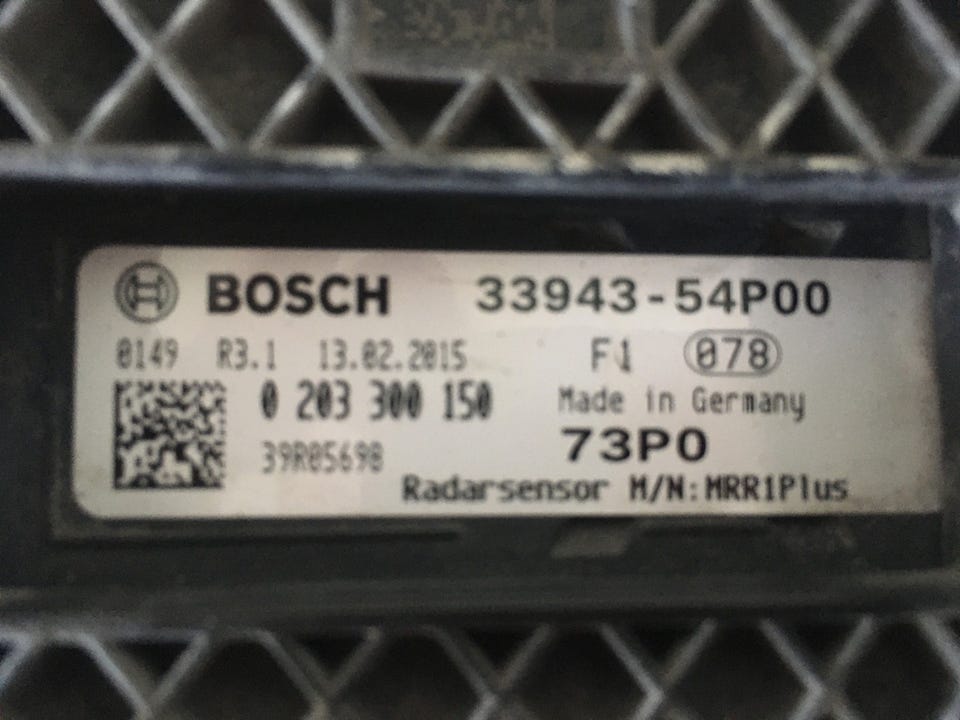 BOSCH 33943-54P00
0149 R3.1 13.02.2015 F1 078
0 203 300 150 Made in Germany
39R05698 73P0
Radarsensor M/N:MRR1Plus